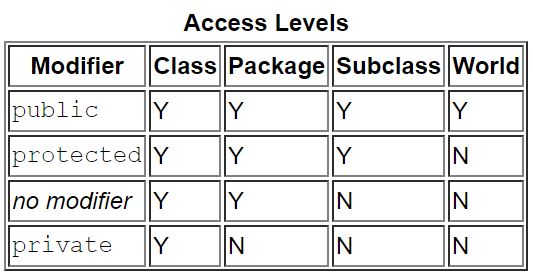 Access Levels
Modifier Class Package Subclass World
public Y Y Y Y
protected Y Y Y N
no modifier Y Y N N
private Y N N N